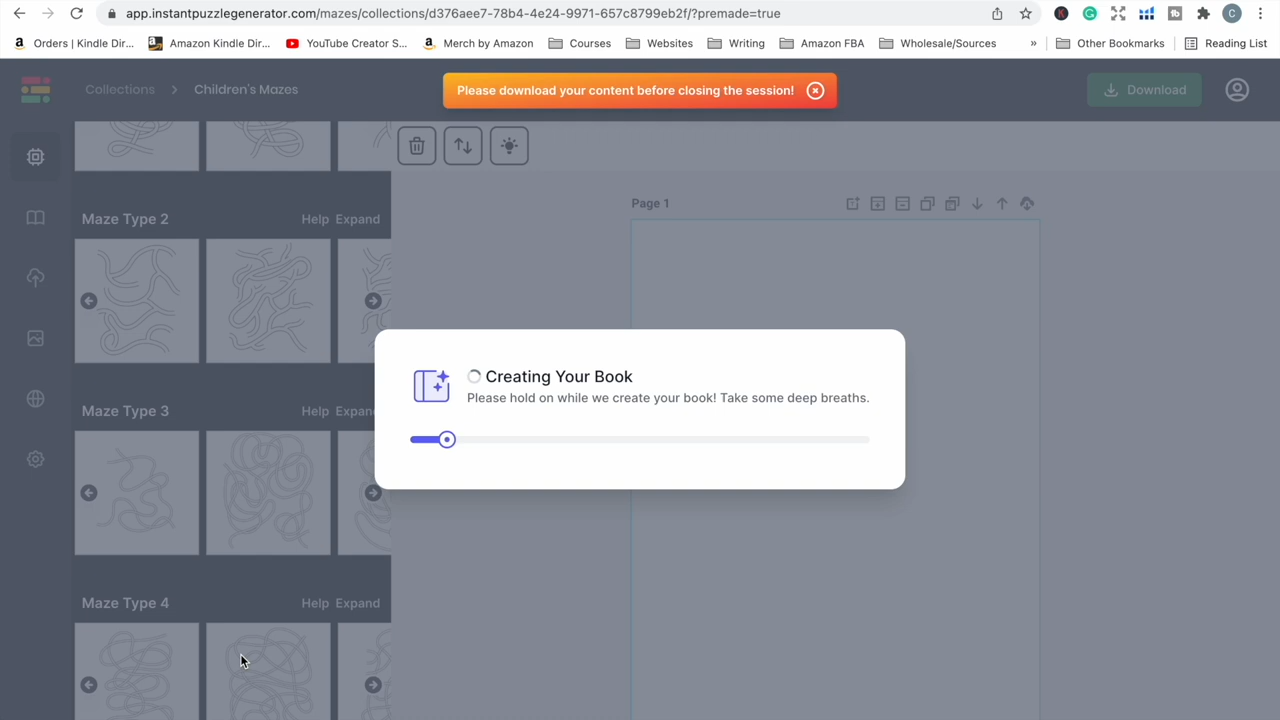 app.instantpuzzlegenerator.com/mazes/collections/d376aee7-78b4-4e24-9971-657c8799eb2f/?premade=true
C
Orders | Kindle Dir... Amazon Kindle Dir... YouTube Creator S... Merch by Amazon Courses Websites Writing Amazon FBA Wholesale/Sources » Other Bookmarks Reading List
Collections > Children's Mazes
Please download your content before closing the session!
Download
Maze Type 2 Help Expand
Page 1
Creating Your Book
Please hold on while we create your book! Take some deep breaths.
Maze Type 3 Help Expand
Maze Type 4 Help Expand